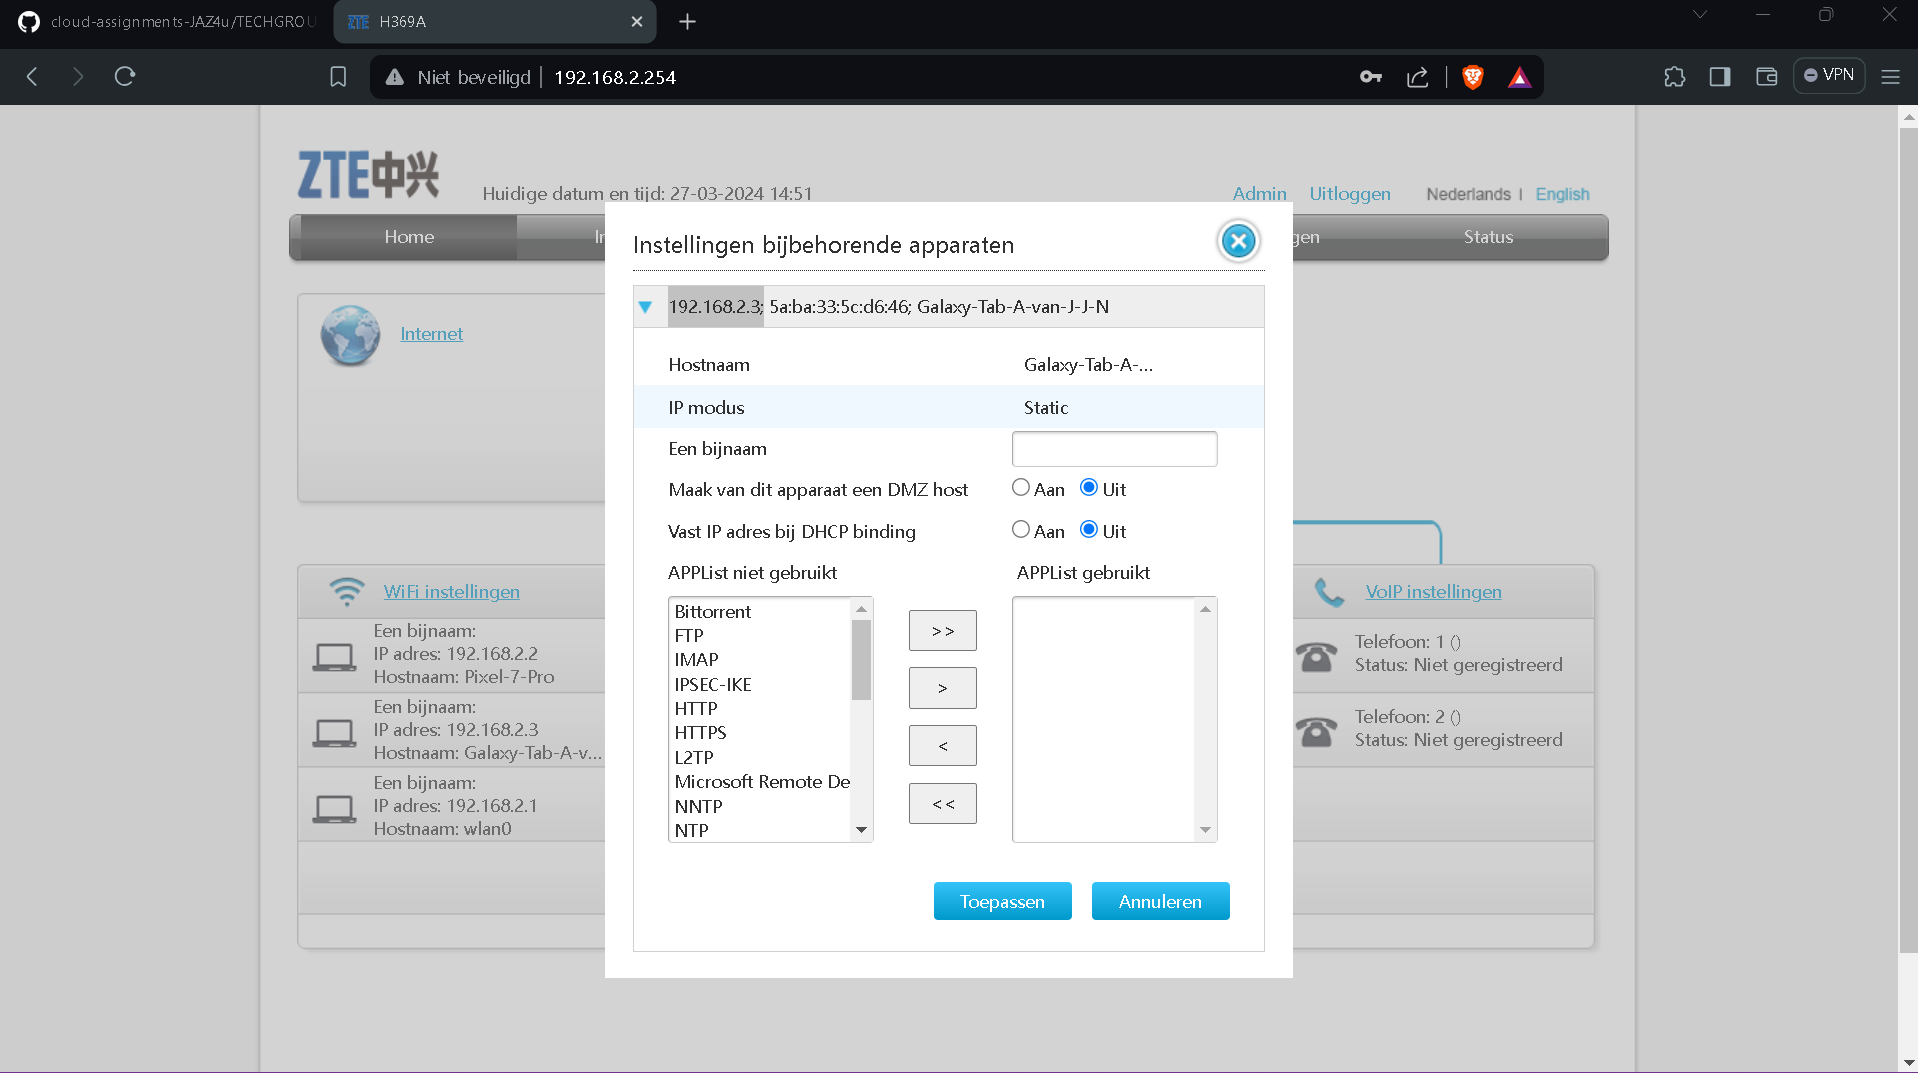 cloud-assignments-JAZ4u/TECHGROU
ZTE H369A
Niet beveiligd 192.168.2.254
VPN
ZTE中兴
Huidige datum en tijd: 27-03-2024 14:51
Admin Uitloggen Nederlands | English
Home In gen Status
Instellingen bijbehorende apparaten
192.168.2.3; 5a:ba:33:5c:d6:46; Galaxy-Tab-A-van-J-J-N
Hostnaam Galaxy-Tab-A-...
IP modus Static
Een bijnaam
Maak van dit apparaat een DMZ host Aan Uit
Vast IP adres bij DHCP binding Aan Uit
APPList niet gebruikt APPList gebruikt
Bittorrent
FTP
IMAP
IPSEC-IKE
HTTP
HTTPS
L2TP
Microsoft Remote De
NNTP
NTP
>>
>
<
<<
Toepassen Annuleren
Internet
WiFi instellingen
Een bijnaam:
IP adres: 192.168.2.2
Hostnaam: Pixel-7-Pro
Een bijnaam:
IP adres: 192.168.2.3
Hostnaam: Galaxy-Tab-A-v...
Een bijnaam:
IP adres: 192.168.2.1
Hostnaam: wlan0
VoIP instellingen
Telefoon: 1 ()
Status: Niet geregistreerd
Telefoon: 2 ()
Status: Niet geregistreerd